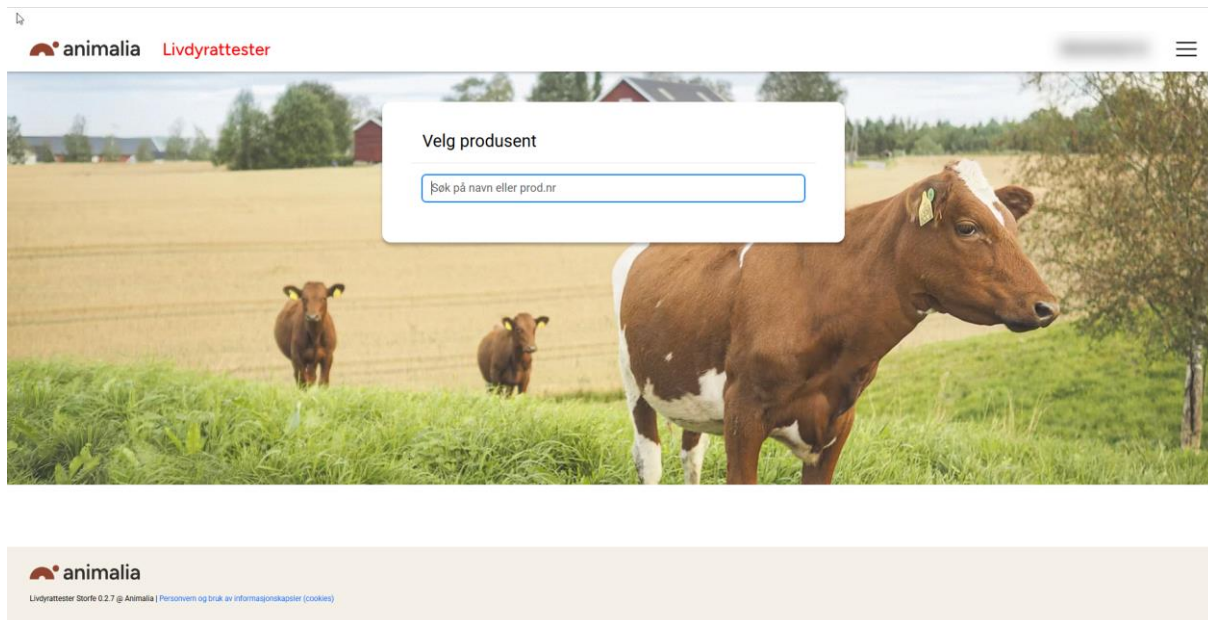 animalia Livdyrattester
Velg produsent
Søk på navn eller prod.nr
animalia
Livdyrattester Storfe 0.2.7 @ Animalia | Personvern og bruk av informasjonskapsler (cookies)